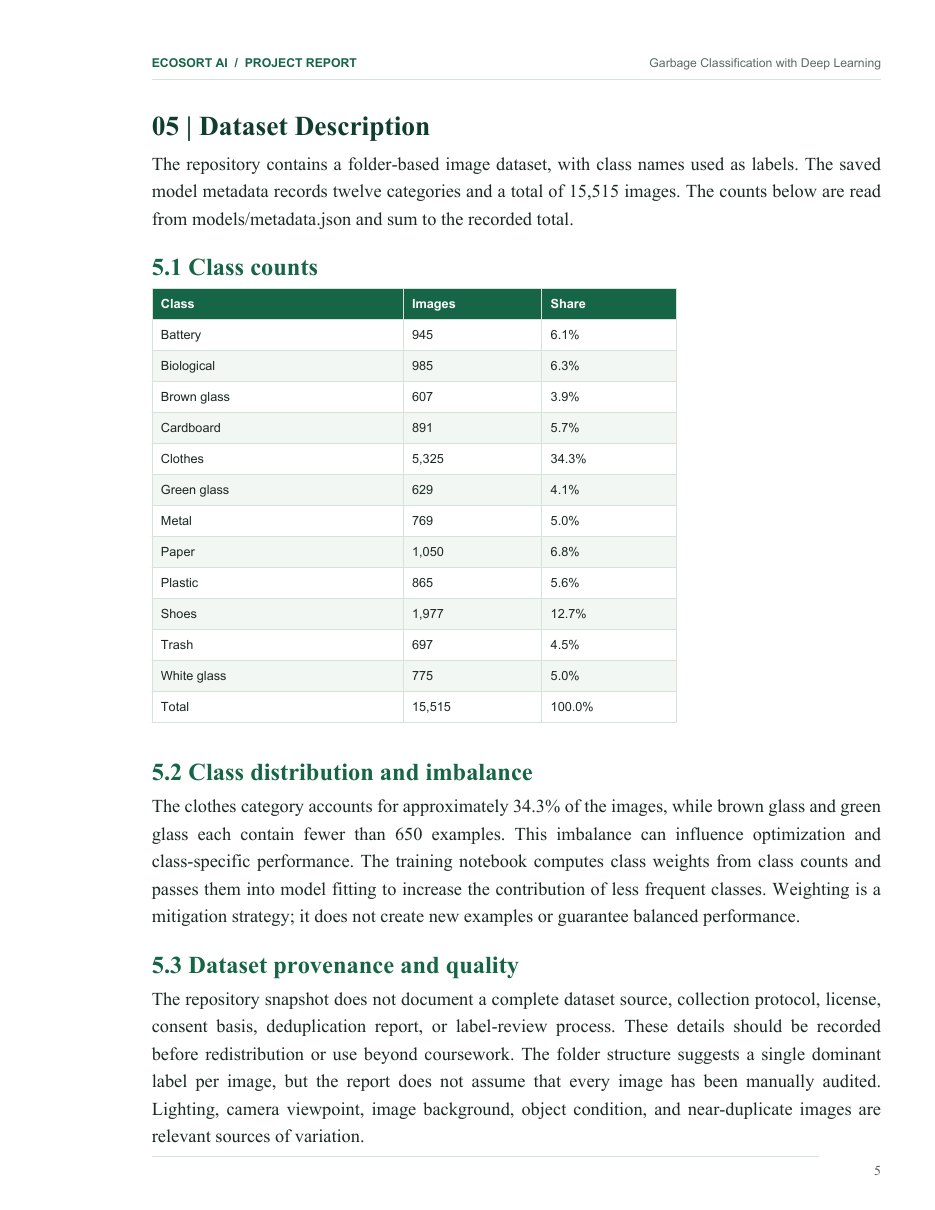 ECOSORT AI / PROJECT REPORT
Garbage Classification with Deep Learning
05 | Dataset Description
The repository contains a folder-based image dataset, with class names used as labels. The saved
model metadata records twelve categories and a total of 15,515 images. The counts below are read
from models/metadata.json and sum to the recorded total.
5.1 Class counts
Class Images Share
Battery 945 6.1%
Biological 985 6.3%
Brown glass 607 3.9%
Cardboard 891 5.7%
Clothes 5,325 34.3%
Green glass 629 4.1%
Metal 769 5.0%
Paper 1,050 6.8%
Plastic 865 5.6%
Shoes 1,977 12.7%
Trash 697 4.5%
White glass 775 5.0%
Total 15,515 100.0%
5.2 Class distribution and imbalance
The clothes category accounts for approximately 34.3% of the images, while brown glass and green
glass each contain fewer than 650 examples. This imbalance can influence optimization and
class-specific performance. The training notebook computes class weights from class counts and
passes them into model fitting to increase the contribution of less frequent classes. Weighting is a
mitigation strategy; it does not create new examples or guarantee balanced performance.
5.3 Dataset provenance and quality
The repository snapshot does not document a complete dataset source, collection protocol, license,
consent basis, deduplication report, or label-review process. These details should be recorded
before redistribution or use beyond coursework. The folder structure suggests a single dominant
label per image, but the report does not assume that every image has been manually audited.
Lighting, camera viewpoint, image background, object condition, and near-duplicate images are
relevant sources of variation.
5